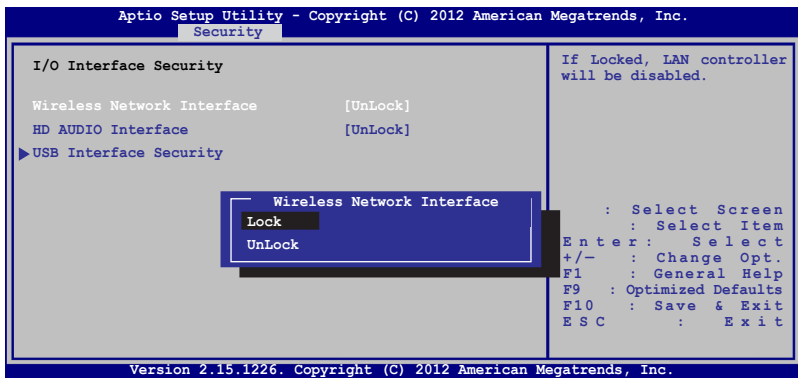 Aptio Setup Utility - Copyright (C) 2012 American Megatrends, Inc.
Security
I/O Interface Security
Wireless Network Interface [UnLock]
HD AUDIO Interface [UnLock]
USB Interface Security
Wireless Network Interface
Lock
UnLock
If Locked, LAN controller
will be disabled.
: Select Screen
: Select Item
Enter: Select
+/— : Change Opt.
F1 : General Help
F9 : Optimized Defaults
F10 : Save & Exit
ESC : Exit
Version 2.15.1226. Copyright (C) 2012 American Megatrends, Inc.